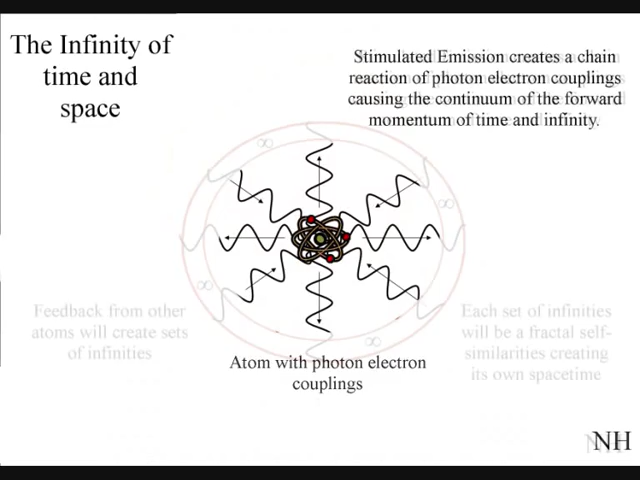 The Infinity of
time and
space
Stimulated Emission creates a chain
reaction of photon electron couplings
causing the continuum of the forward
momentum of time and infinity.
∞
∞
∞
∞
Feedback from other
atoms will create sets
of infinities
Each set of infinities
will be a fractal self-
similarities creating
its own spacetime
Atom with photon electron
couplings
NH